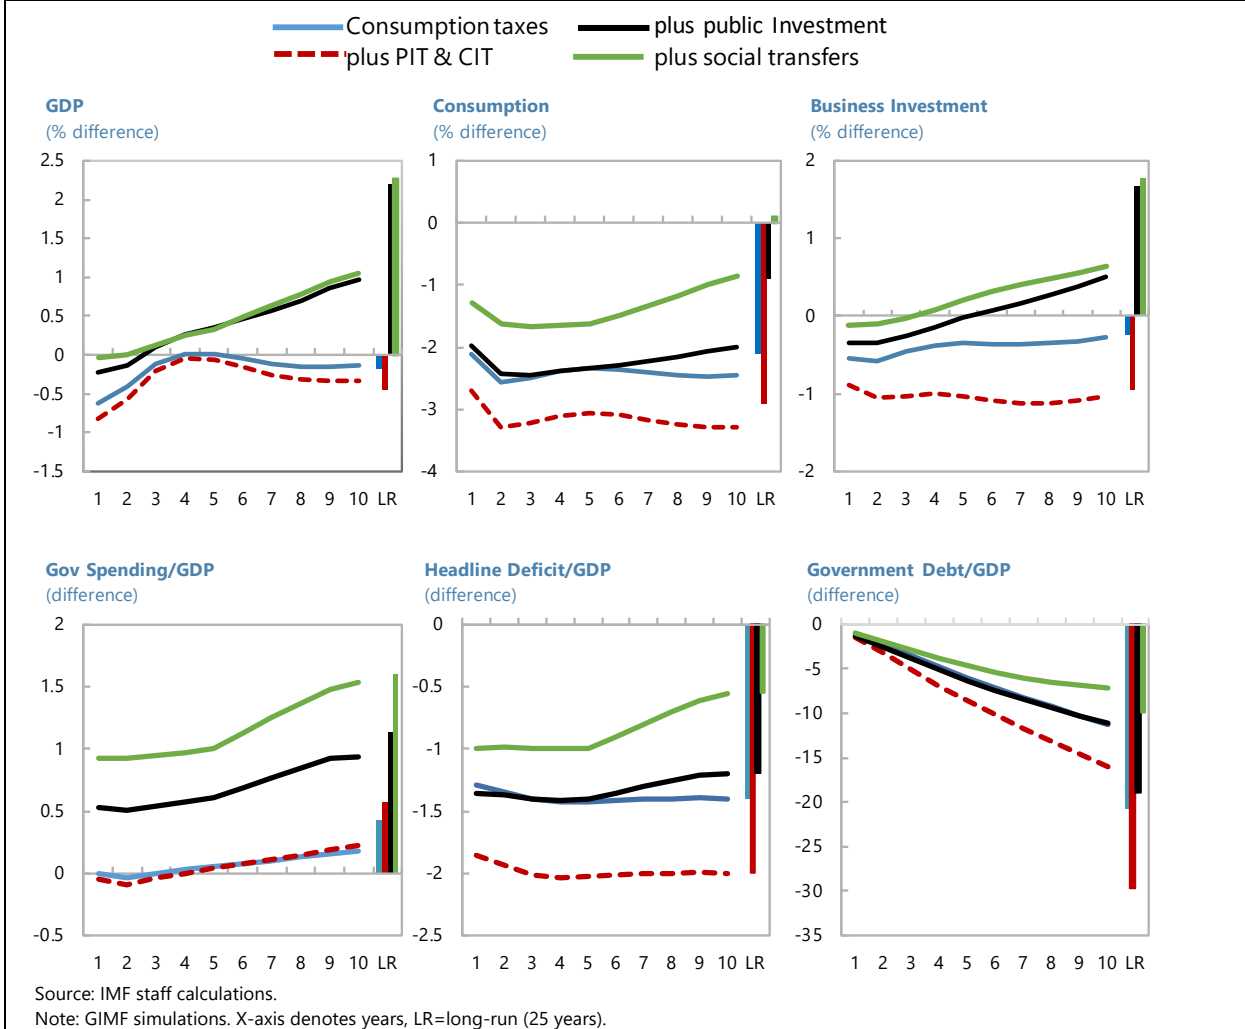 Consumption taxes
plus public Investment
plus PIT & CIT
plus social transfers
GDP
(% difference)
2.5
2
1.5
1
0.5
0
-0.5
-1
-1.5
1 2 3 4 5 6 7 8 9 10 LR
Consumption
(% difference)
1
0
-1
-2
-3
-4
1 2 3 4 5 6 7 8 9 10 LR
Business Investment
(% difference)
2
1
0
-1
-2
1 2 3 4 5 6 7 8 9 10 LR
Gov Spending/GDP
(difference)
2
1.5
1
0.5
0
-0.5
1 2 3 4 5 6 7 8 9 10 LR
Headline Deficit/GDP
(difference)
0
-0.5
-1
-1.5
-2
-2.5
1 2 3 4 5 6 7 8 9 10 LR
Government Debt/GDP
(difference)
0
-5
-10
-15
-20
-25
-30
-35
1 2 3 4 5 6 7 8 9 10 LR
Source: IMF staff calculations.
Note: GIMF simulations. X-axis denotes years, LR=long-run (25 years).